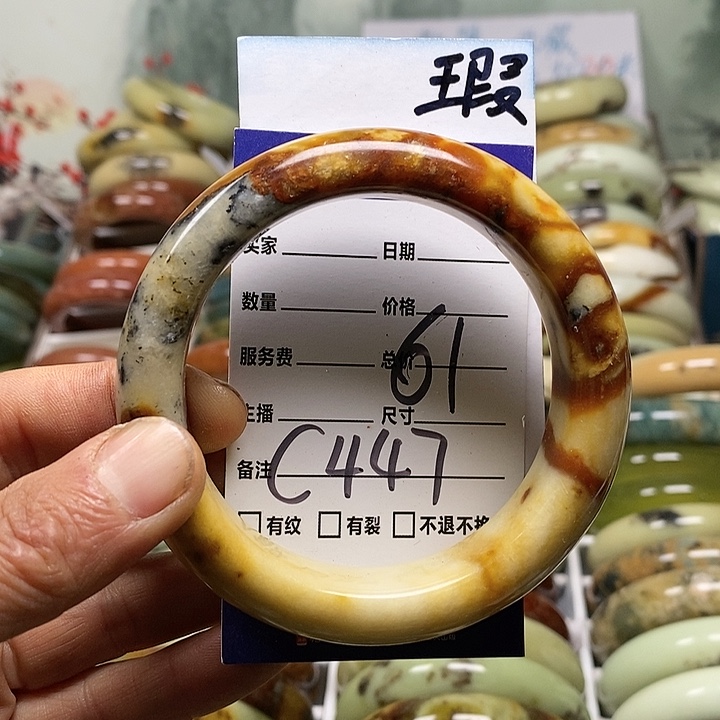 瑕
买家 日期
数量 价格
61
服务费 总价
主播 尺寸
C447
备注
有纹 有裂 不退不换